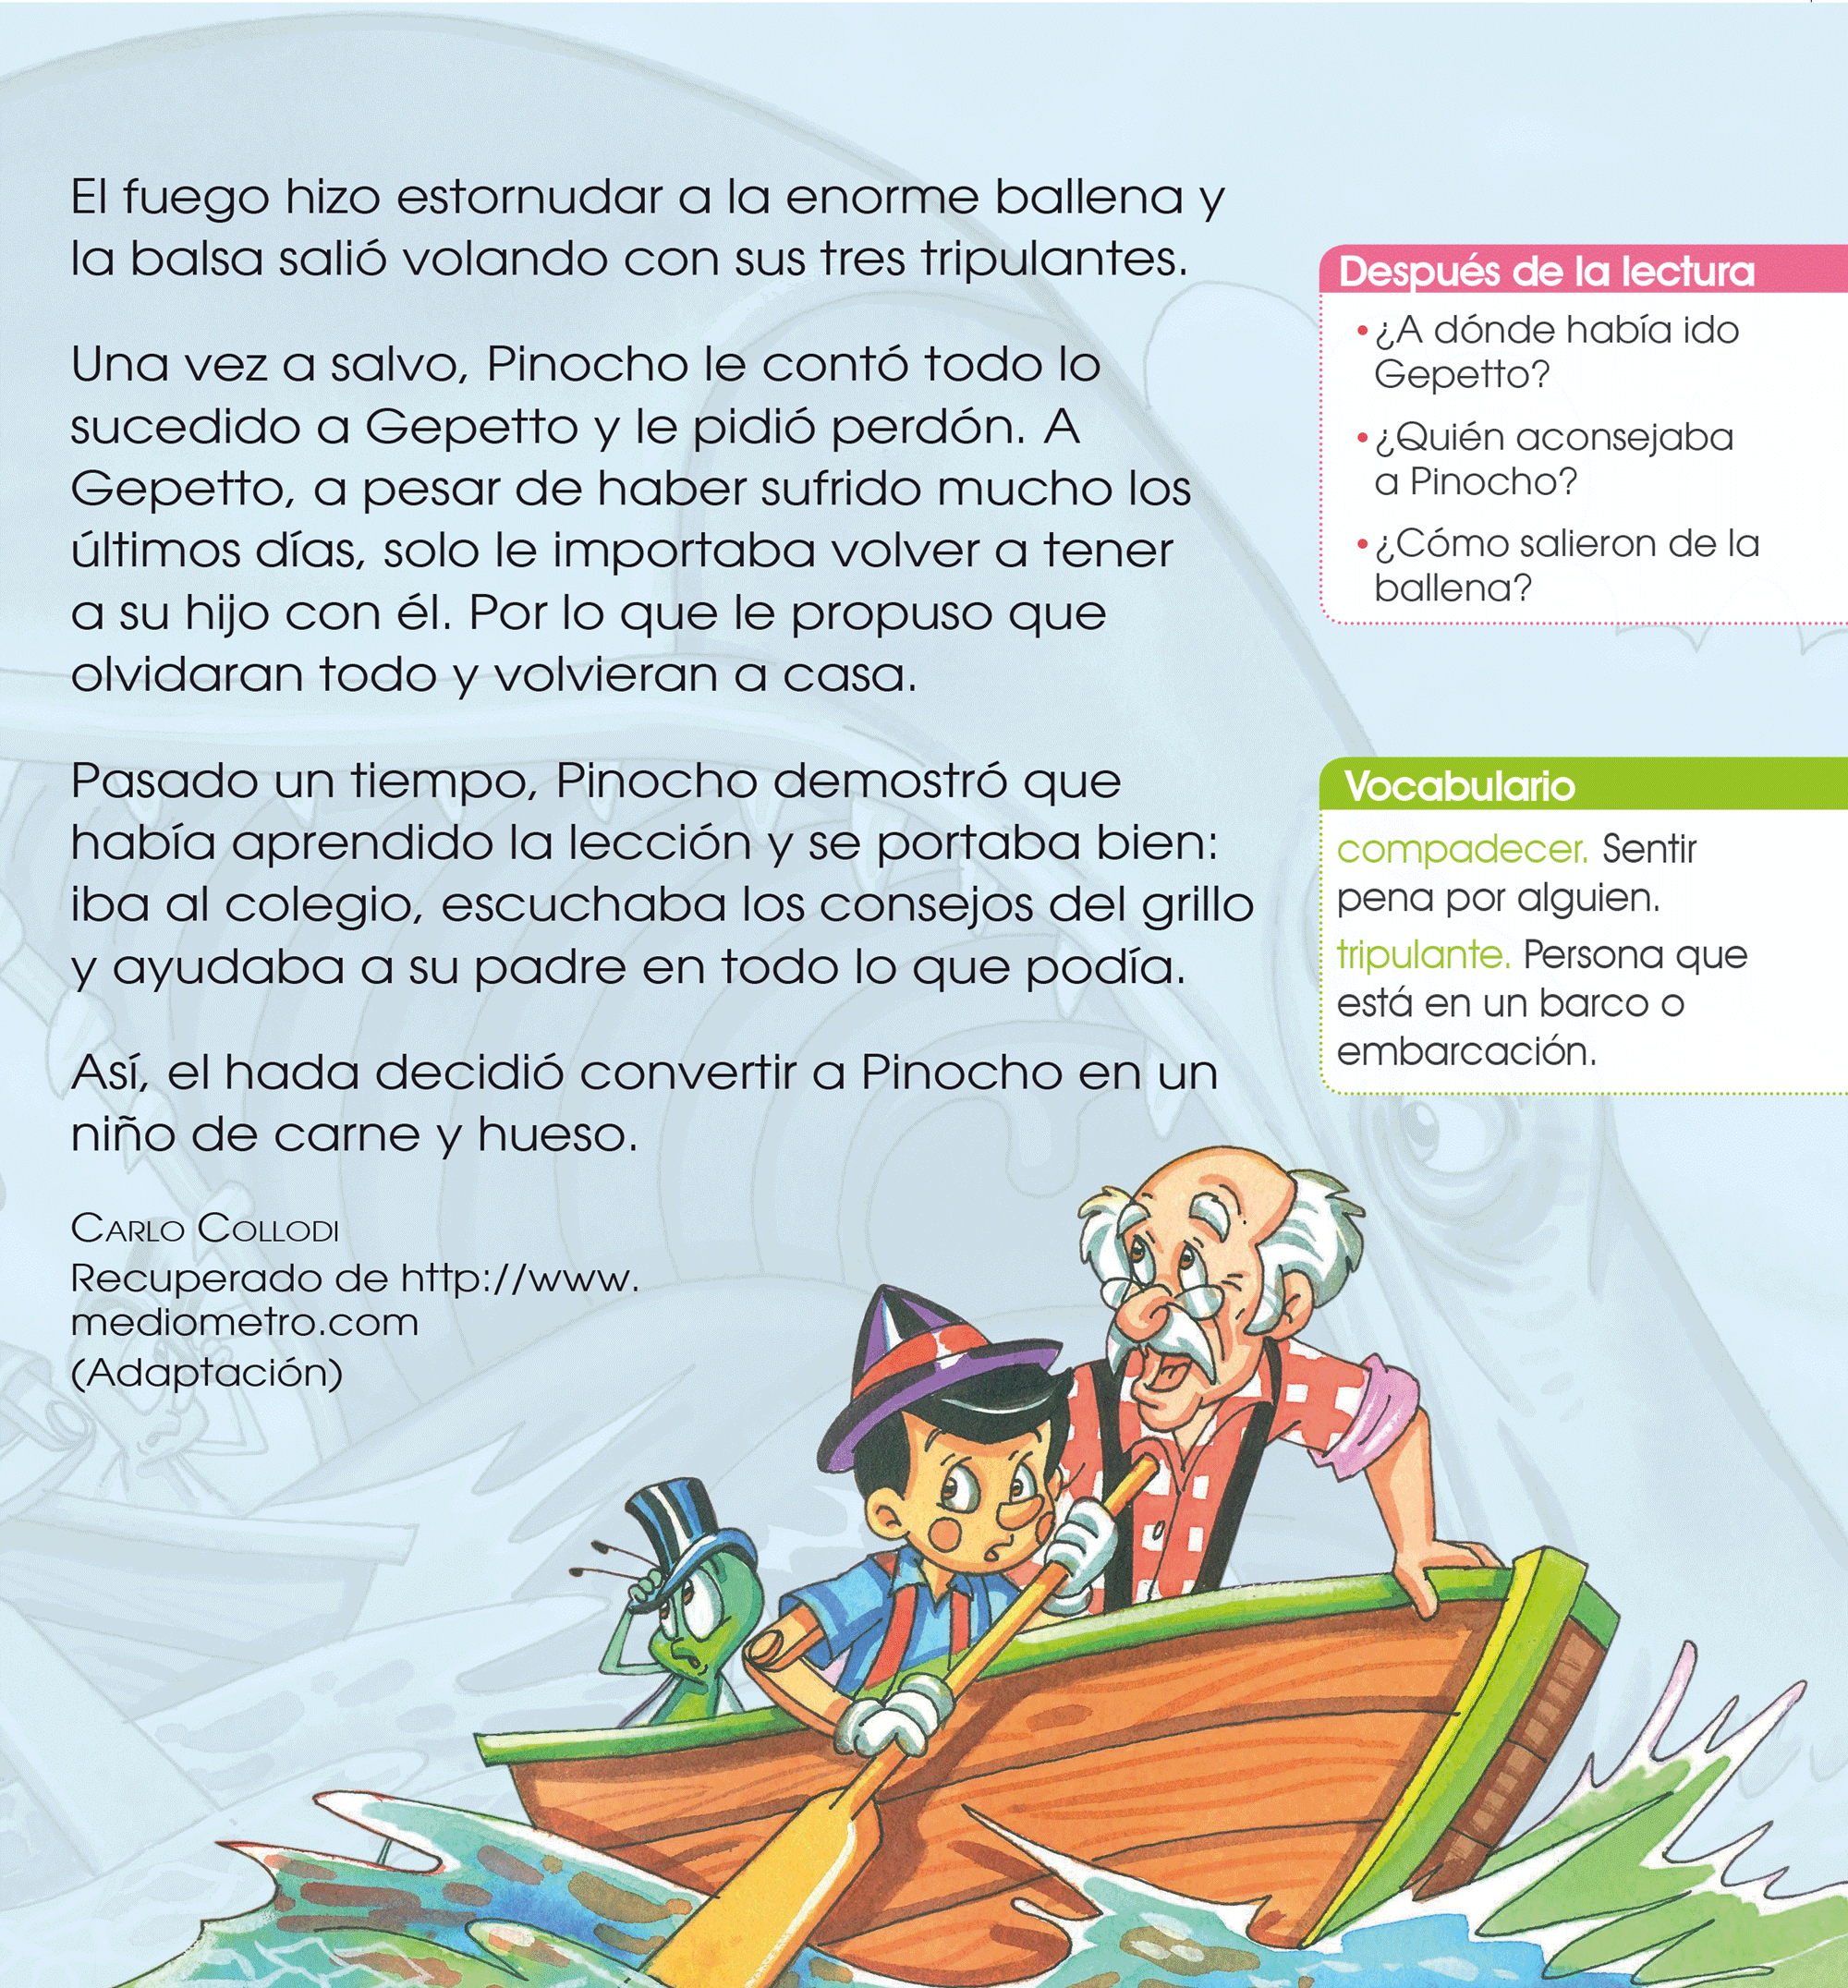 El fuego hizo estornudar a la enorme ballena y
la balsa salió volando con sus tres tripulantes.
Una vez a salvo, Pinocho le contó todo lo
sucedido a Gepetto y le pidió perdón. A
Gepetto, a pesar de haber sufrido mucho los
últimos días, solo le importaba volver a tener
a su hijo con él. Por lo que le propuso que
olvidaran todo y volvieran a casa.
Pasado un tiempo, Pinocho demostró que
había aprendido la lección y se portaba bien:
iba al colegio, escuchaba los consejos del grillo
y ayudaba a su padre en todo lo que podía.
Así, el hada decidió convertir a Pinocho en un
niño de carne y hueso.
CARLO COLLODI
Recuperado de http://www.
mediometro.com
(Adaptación)
Después de la lectura
• ¿A dónde había ido
Gepetto?
• ¿Quién aconsejaba
a Pinocho?
• ¿Cómo salieron de la
ballena?
Vocabulario
compadecer. Sentir
pena por alguien.
tripulante. Persona que
está en un barco o
embarcación.